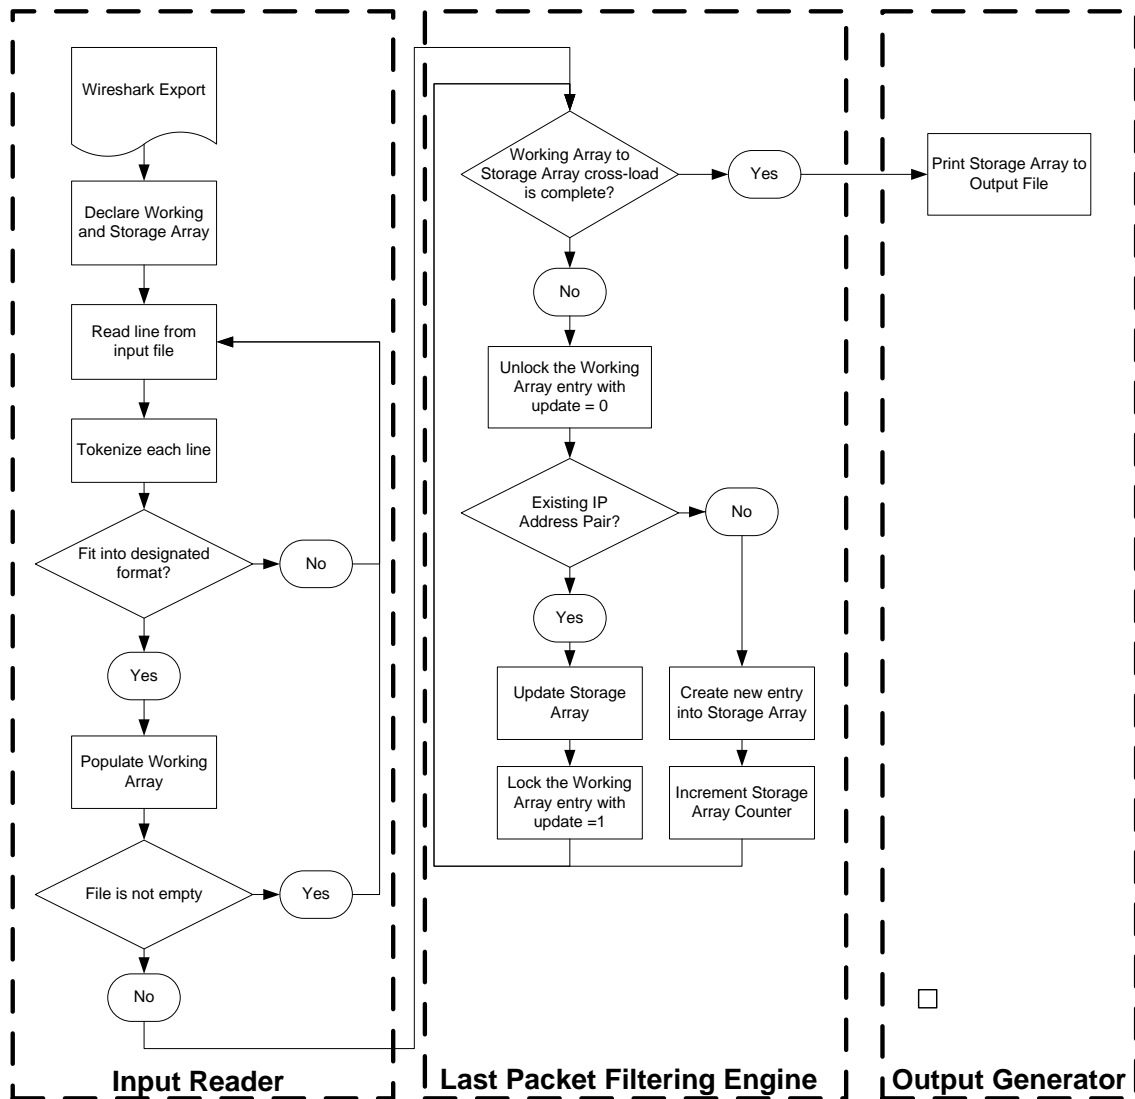 Wireshark Export
Declare Working
and Storage Array
Read line from
input file
Tokenize each line
Fit into designated
format?
No
Yes
Populate Working
Array
File is not empty
Yes
No
Input Reader
Working Array to
Storage Array cross-load
is complete?
Yes
No
Unlock the Working
Array entry with
update = 0
Existing IP
Address Pair?
No
Yes
Update Storage
Array
Create new entry
into Storage Array
Lock the Working
Array entry with
update =1
Increment Storage
Array Counter
Last Packet Filtering Engine
Print Storage Array to
Output File
Output Generator